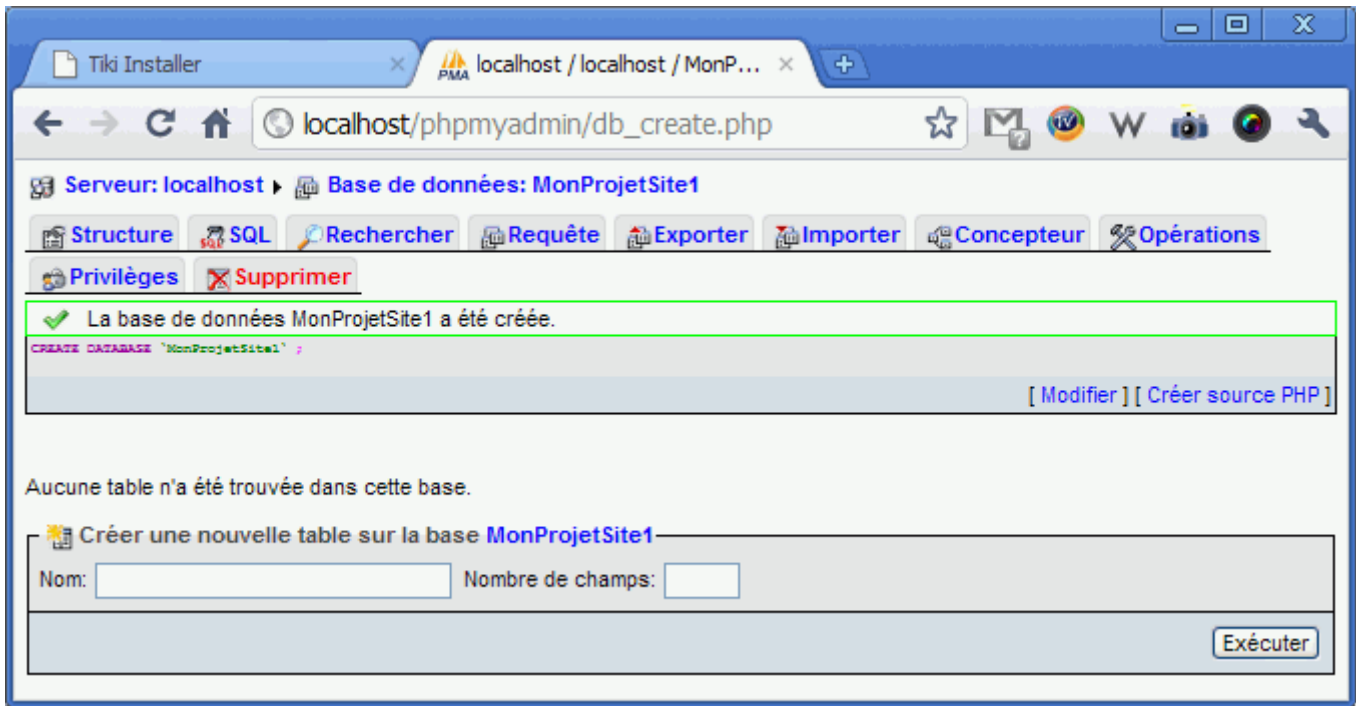 Tiki Installer
PMA localhost / localhost / MonP...
localhost/phpmyadmin/db_create.php
Serveur: localhost Base de données: MonProjetSite1
Structure SQL Rechercher Requête Exporter Importer Concepteur Opérations
Privilèges Supprimer
La base de données MonProjetSite1 a été créée.
CREATE DATABASE `MonProjetSite1` ;
[ Modifier ] [ Créer source PHP ]
Aucune table n'a été trouvée dans cette base.
Créer une nouvelle table sur la base MonProjetSite1
Nom: Nombre de champs:
Exécuter